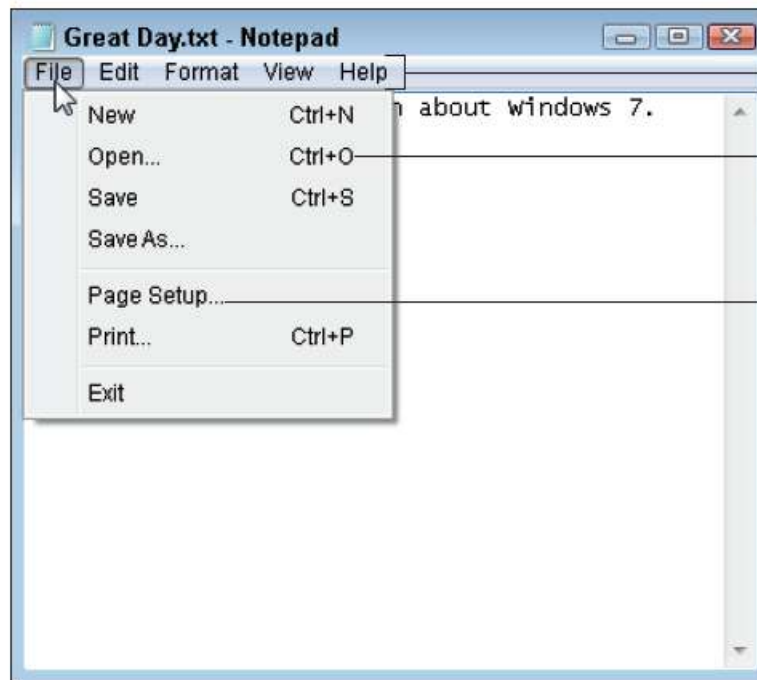 Great Day.txt - Notepad
File Edit Format View Help
about Windows 7.
New Ctrl+N
Open... Ctrl+O
Save Ctrl+S
Save As...
Page Setup...
Print... Ctrl+P
Exit